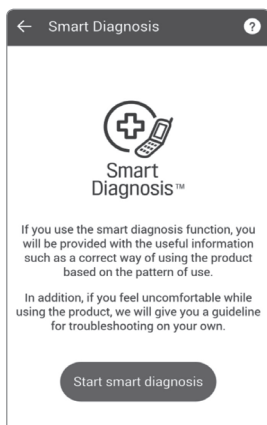 Smart Diagnosis ?
Smart
Diagnosis™
If you use the smart diagnosis function, you
will be provided with the useful information
such as a correct way of using the product
based on the pattern of use.
In addition, if you feel uncomfortable while
using the product, we will give you a guideline
for troubleshooting on your own.
Start smart diagnosis